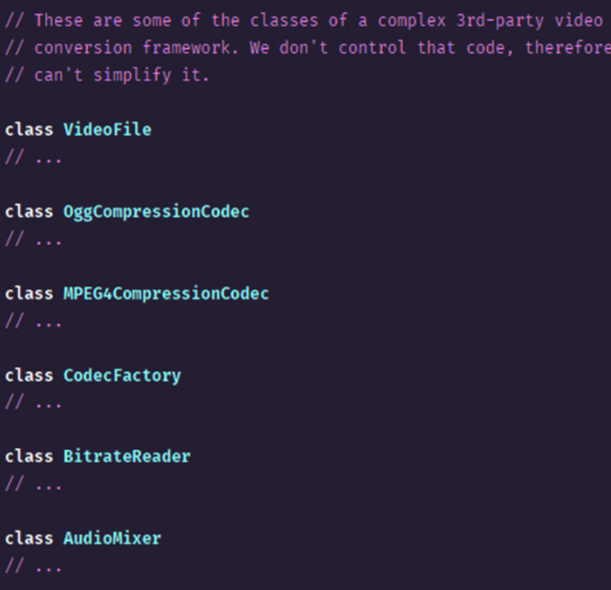 // These are some of the classes of a complex 3rd-party video
// conversion framework. We don't control that code, therefore
// can't simplify it.
class VideoFile
// ...
class OggCompressionCodec
// ...
class MPEG4CompressionCodec
// ...
class CodecFactory
// ...
class BitrateReader
// ...
class AudioMixer
// ...